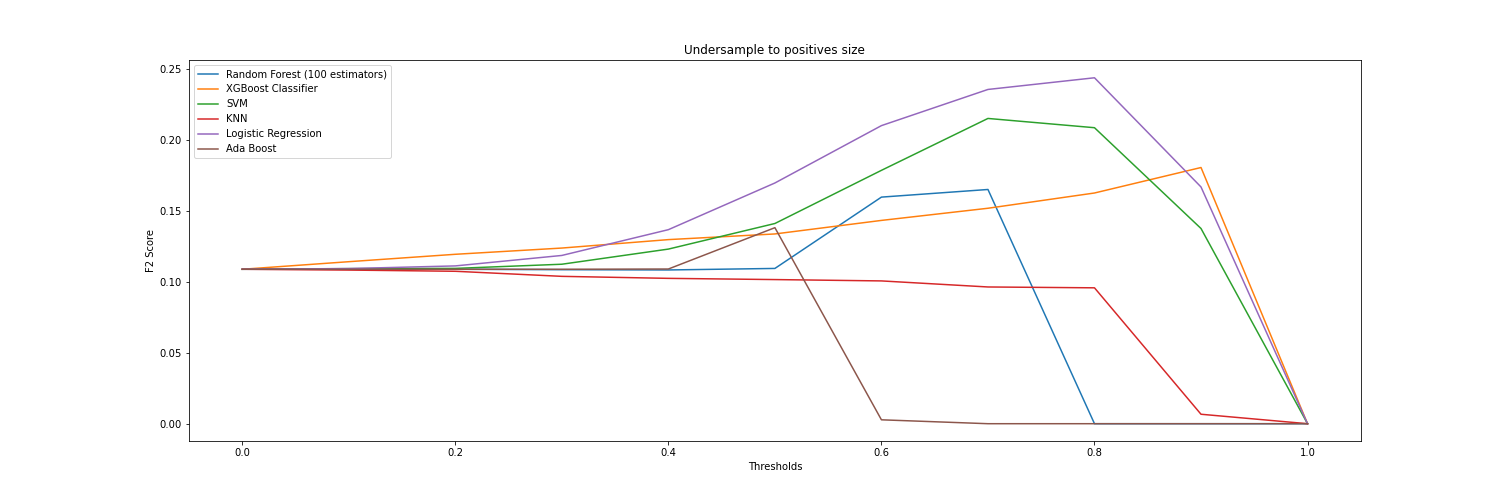 Undersample to positives size
Random Forest (100 estimators)
XGBoost Classifier
SVM
KNN
Logistic Regression
Ada Boost
F2 Score
0.25
0.20
0.15
0.10
0.05
0.00
0.0 0.2 0.4 0.6 0.8 1.0
Thresholds